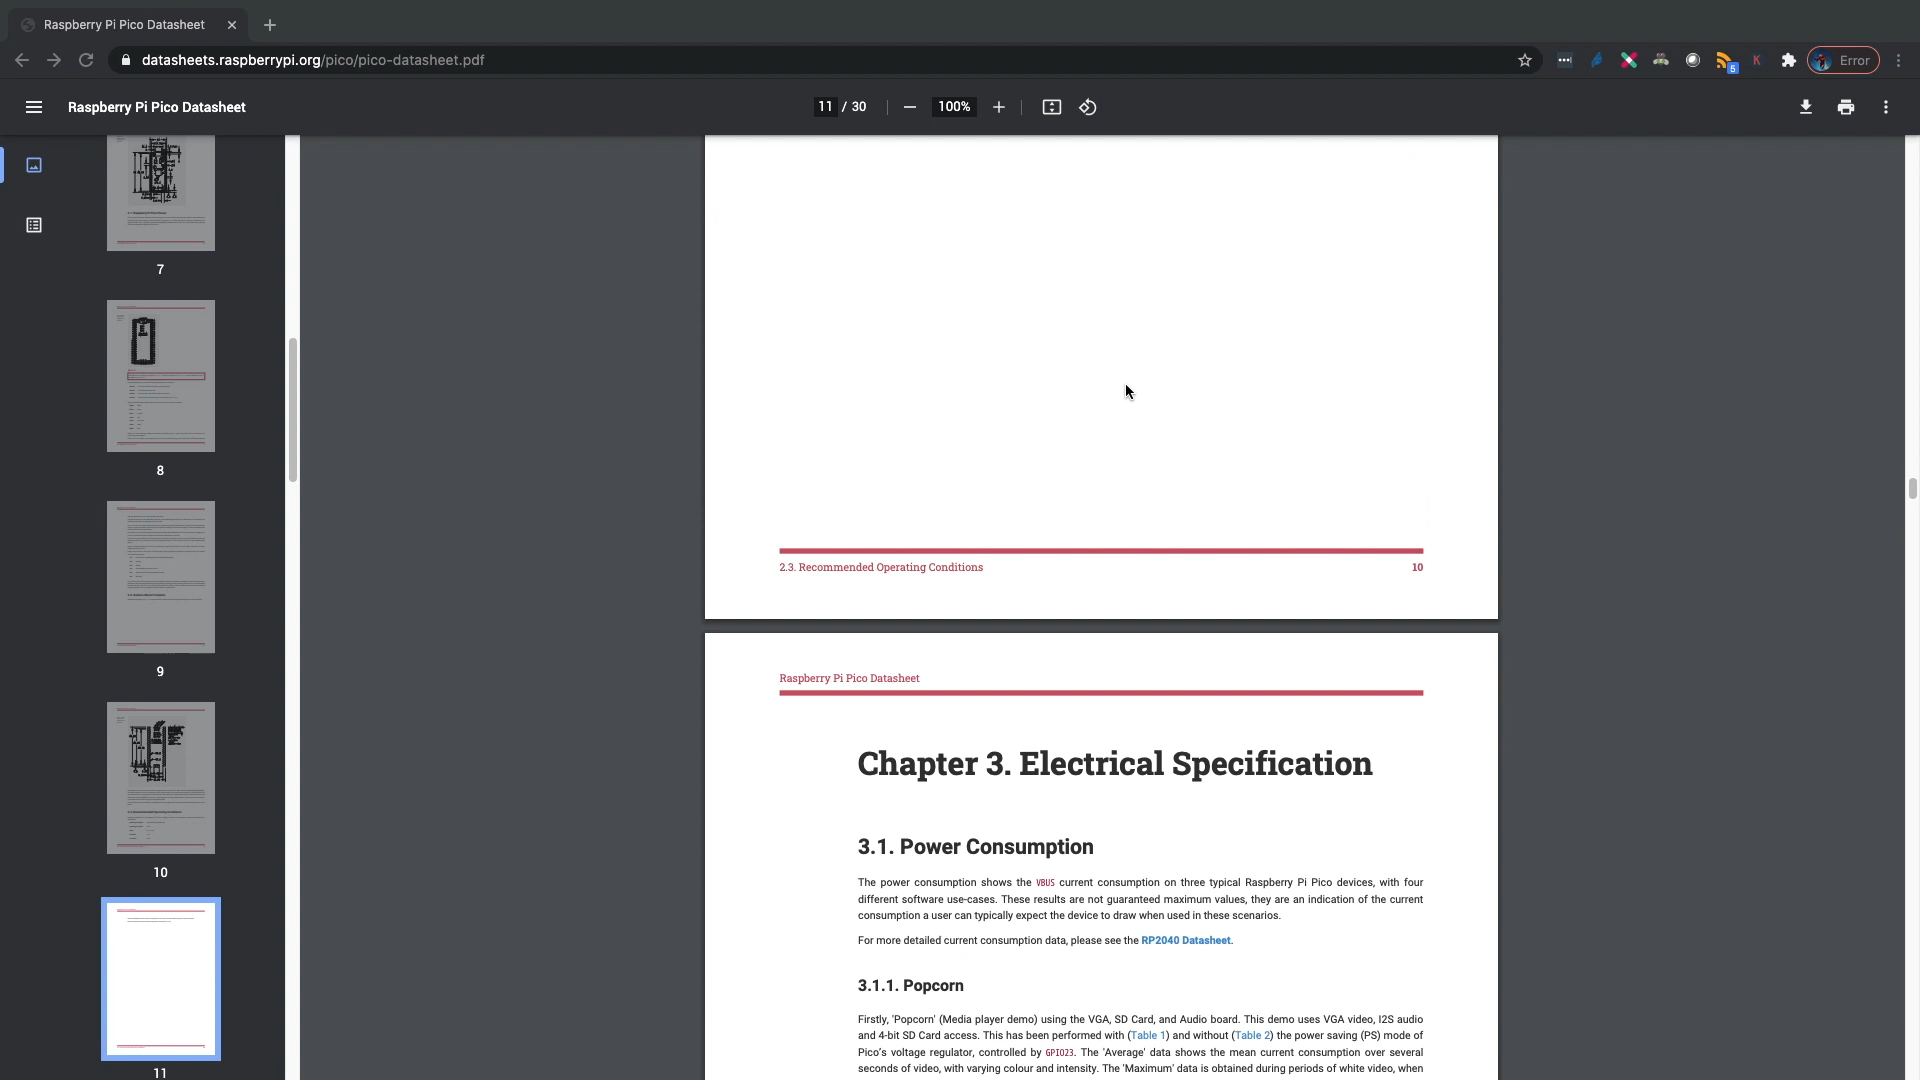 Raspberry Pi Pico Datasheet
datasheets.raspberrypi.org/pico/pico-datasheet.pdf
5
K
Error
Raspberry Pi Pico Datasheet
11 / 30
100%
7
8
9
10
11
2.3. Recommended Operating Conditions 10
Raspberry Pi Pico Datasheet
Chapter 3. Electrical Specification
3.1. Power Consumption
The power consumption shows the VBUS current consumption on three typical Raspberry Pi Pico devices, with four
different software use-cases. These results are not guaranteed maximum values, they are an indication of the current
consumption a user can typically expect the device to draw when used in these scenarios.
For more detailed current consumption data, please see the RP2040 Datasheet.
3.1.1. Popcorn
Firstly, 'Popcorn' (Media player demo) using the VGA, SD Card, and Audio board. This demo uses VGA video, I2S audio
and 4-bit SD Card access. This has been performed with (Table 1) and without (Table 2) the power saving (PS) mode of
Pico's voltage regulator, controlled by GPIO23. The 'Average' data shows the mean current consumption over several
seconds of video, with varying colour and intensity. The 'Maximum' data is obtained during periods of white video, when